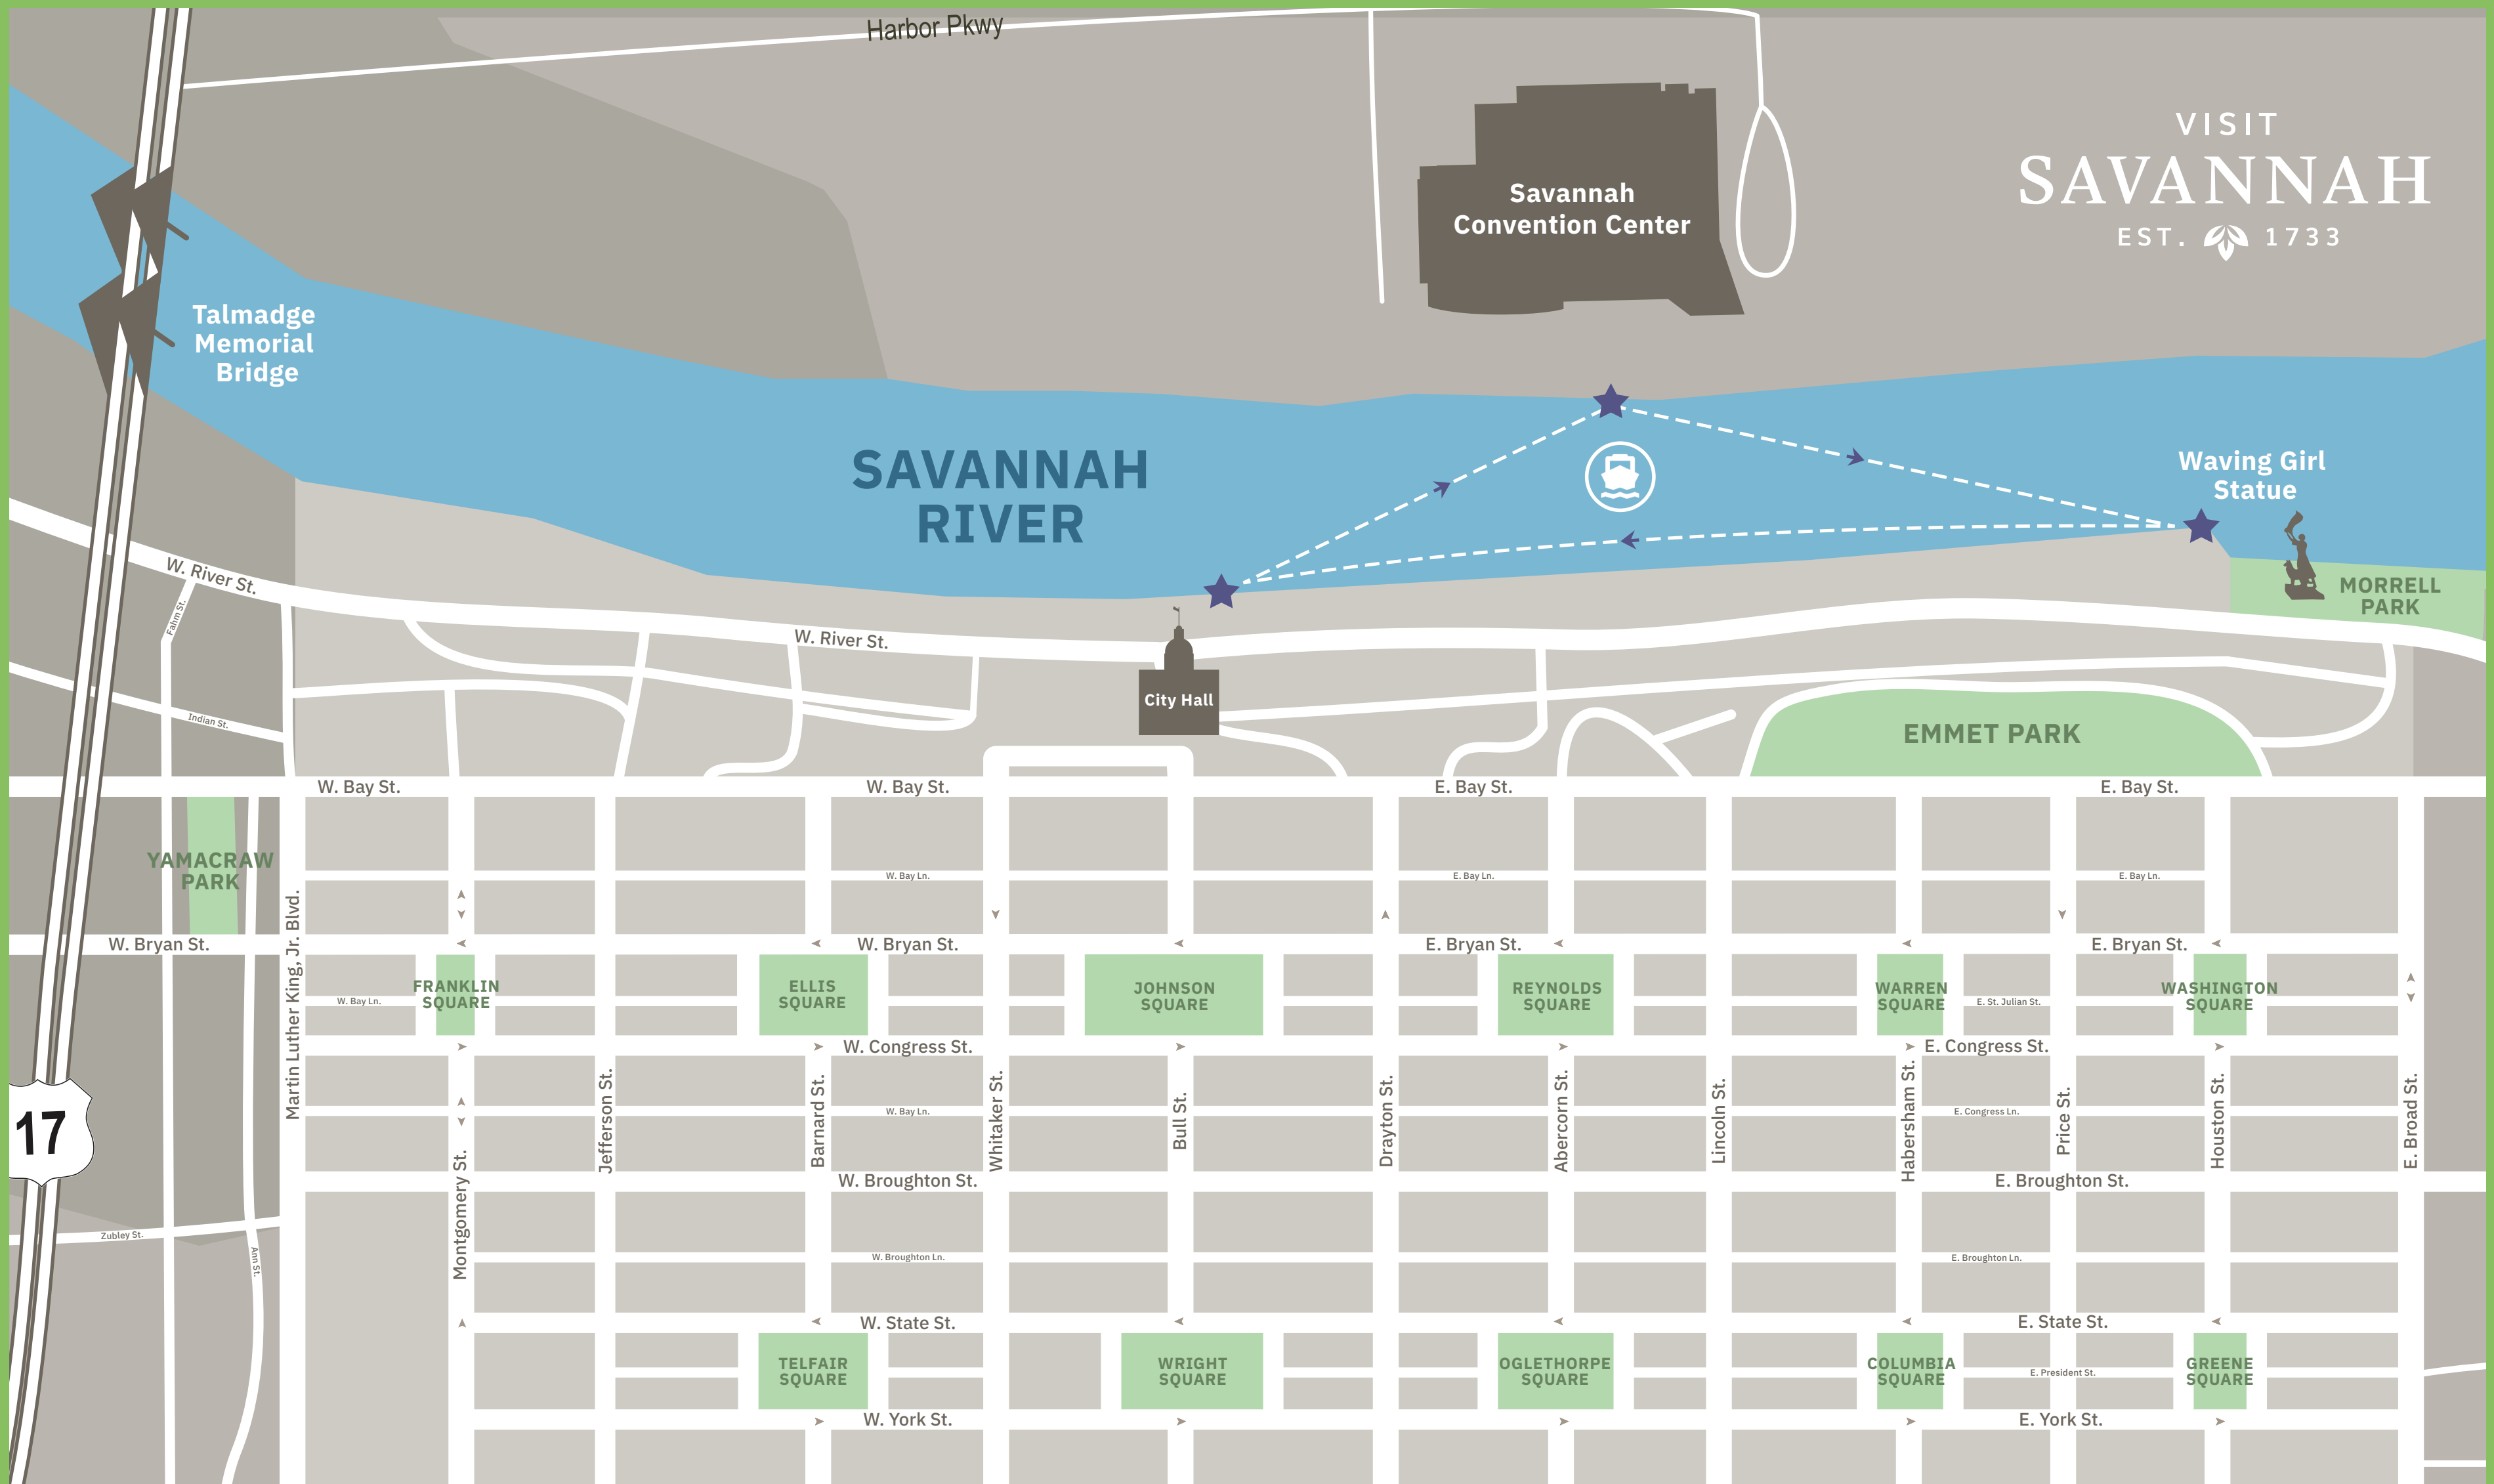 Harbor Pkwy
VISIT
SAVANNAH
EST. 1733
Savannah
Convention Center
Talmadge
Memorial
Bridge
SAVANNAH
RIVER
Waving Girl
Statue
MORRELL
PARK
W. River St.
Fahm St.
W. River St.
City Hall
Indian St.
EMMET PARK
W. Bay St.
W. Bay St.
E. Bay St.
E. Bay St.
YAMACRAW
PARK
W. Bay Ln.
E. Bay Ln.
E. Bay Ln.
W. Bryan St.
W. Bryan St.
E. Bryan St.
E. Bryan St.
FRANKLIN
SQUARE
ELLIS
SQUARE
JOHNSON
SQUARE
REYNOLDS
SQUARE
WARREN
SQUARE
WASHINGTON
SQUARE
W. Bay Ln.
E. St. Julian St.
W. Congress St.
E. Congress St.
Martin Luther King, Jr. Blvd.
Montgomery St.
Jefferson St.
Barnard St.
Whitaker St.
Bull St.
Drayton St.
Abercorn St.
Lincoln St.
Habersham St.
Price St.
Houston St.
E. Broad St.
W. Bay Ln.
E. Congress Ln.
17
W. Broughton St.
E. Broughton St.
Zubley St.
Ann St.
W. Broughton Ln.
E. Broughton Ln.
W. State St.
E. State St.
TELFAIR
SQUARE
WRIGHT
SQUARE
OGLETHORPE
SQUARE
COLUMBIA
SQUARE
GREENE
SQUARE
E. President St.
W. York St.
E. York St.